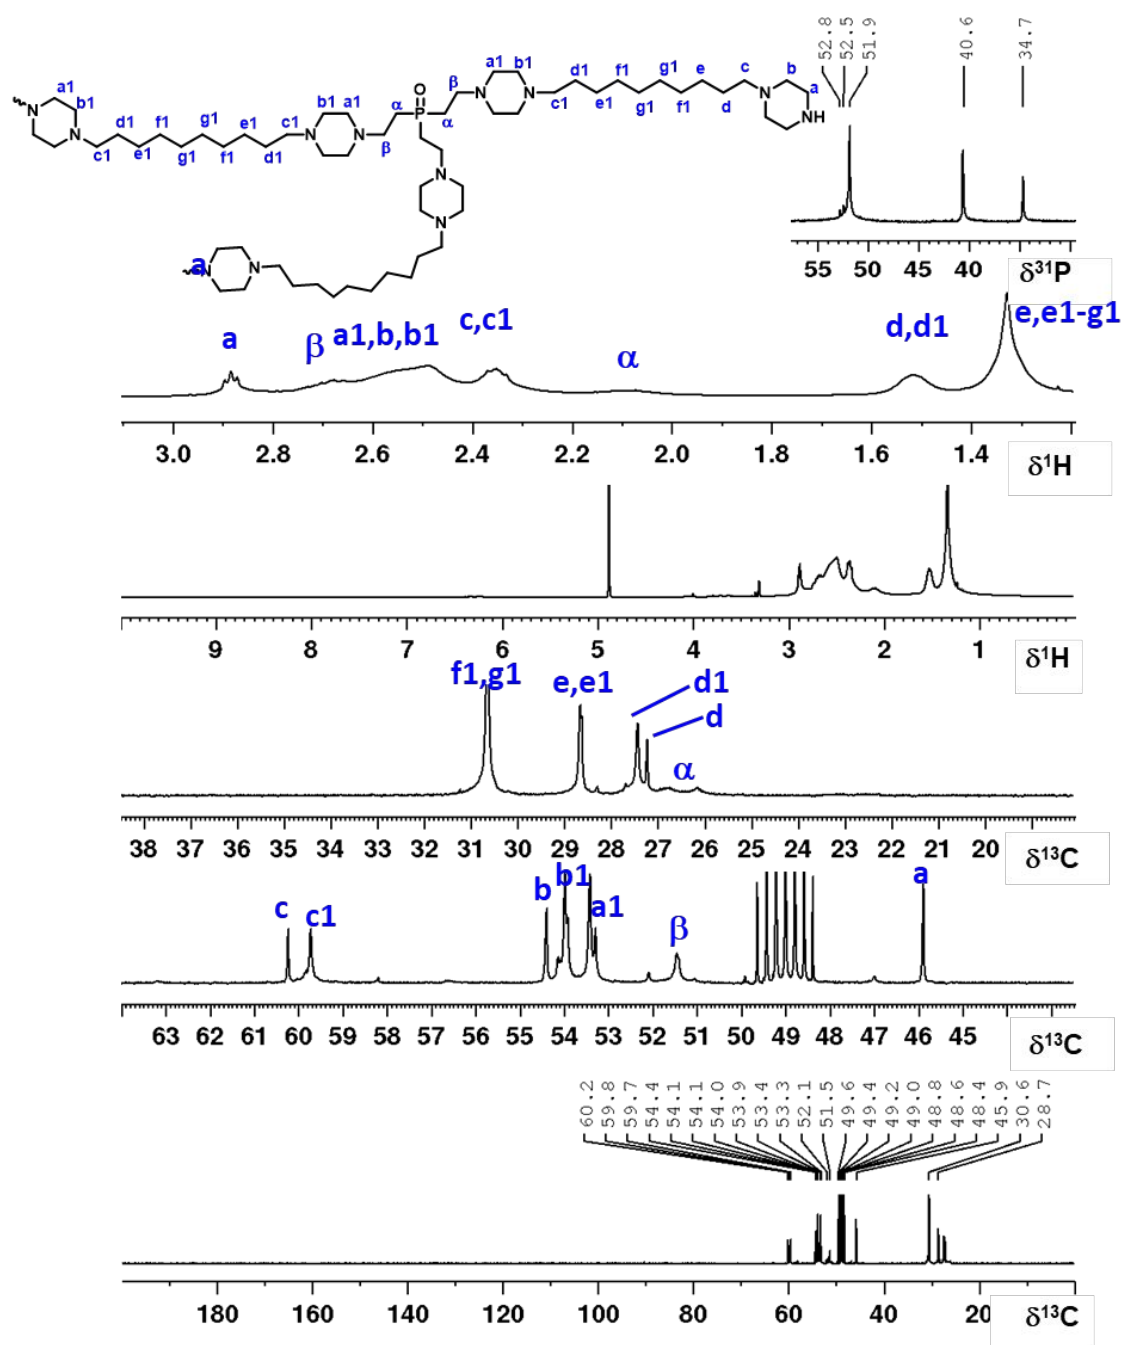 52.8 52.5 51.9 40.6 34.7
a1 b1 d1 f1 g1 e c b
β a
N N N NH
c1 e1 g1 f1 d
O
P
α α
a1 b1 d1 f1 g1 e1 c1 b1 a1
N N N N
c1 e1 g1 f1 d1 β
N
N
a N N
55 50 45 40 δ31P
a β a1,b,b1 c,c1 α d,d1 e,e1-g1
3.0 2.8 2.6 2.4 2.2 2.0 1.8 1.6 1.4 δ1H
9 8 7 6 5 4 3 2 1 δ1H
f1,g1 e,e1 d1
d
α
38 37 36 35 34 33 32 31 30 29 28 27 26 25 24 23 22 21 20 δ13C
c c1 b b1 a1 β a
63 62 61 60 59 58 57 56 55 54 53 52 51 50 49 48 47 46 45 δ13C
60.2 59.8 59.7 54.4 54.1 54.1 54.0 53.9 53.4 53.3 52.1 51.5 49.6 49.4 49.2 49.0 48.8 48.6 48.4 45.9 30.6 28.7
180 160 140 120 100 80 60 40 20 δ13C